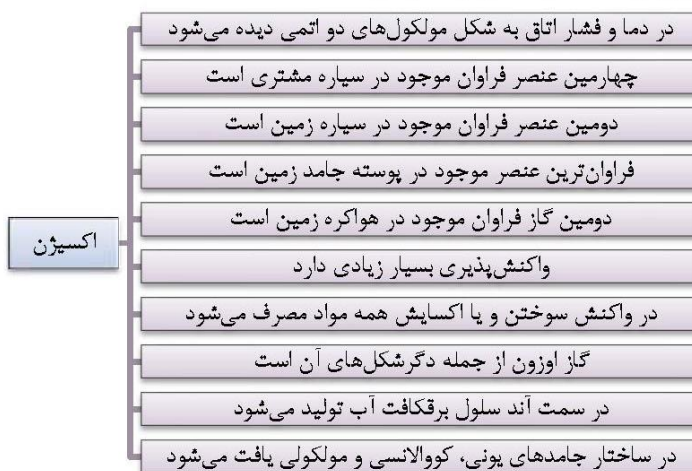 در دما و فشار اتاق به شکل مولکول‌های دو اتمی دیده می‌شود
چهارمین عنصر فراوان موجود در سیاره مشتری است
دومین عنصر فراوان موجود در سیاره زمین است
فراوان‌ترین عنصر موجود در پوسته جامد زمین است
دومین گاز فراوان موجود در هواکره زمین است
اکسیژن
واکنش‌پذیری بسیار زیادی دارد
در واکنش سوختن و یا اکسایش همه مواد مصرف می‌شود
گاز اوزون از جمله دگرشکل‌های آن است
در سمت آند سلول برقکافت آب تولید می‌شود
در ساختار جامدهای یونی، کووالانسی و مولکولی یافت می‌شود